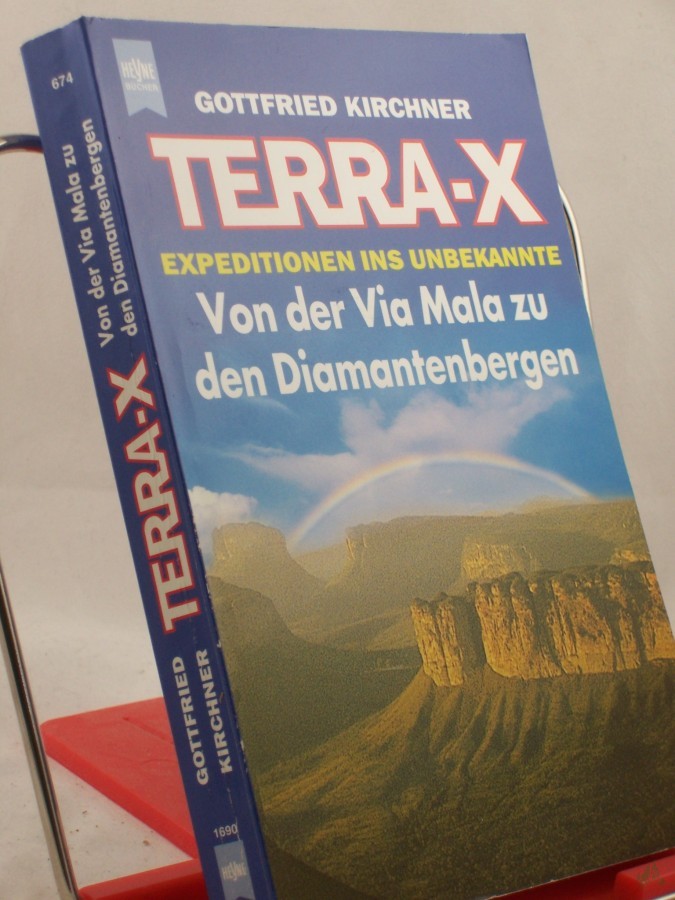 HEYNE
BÜCHER
GOTTFRIED KIRCHNER
TERRA-X
EXPEDITIONEN INS UNBEKANNTE
Von der Via Mala zu
den Diamantenbergen
674
Von der Via Mala zu
den Diamantenbergen
TERRA-X
GOTTFRIED
KIRCHNER
1690
HEYNE